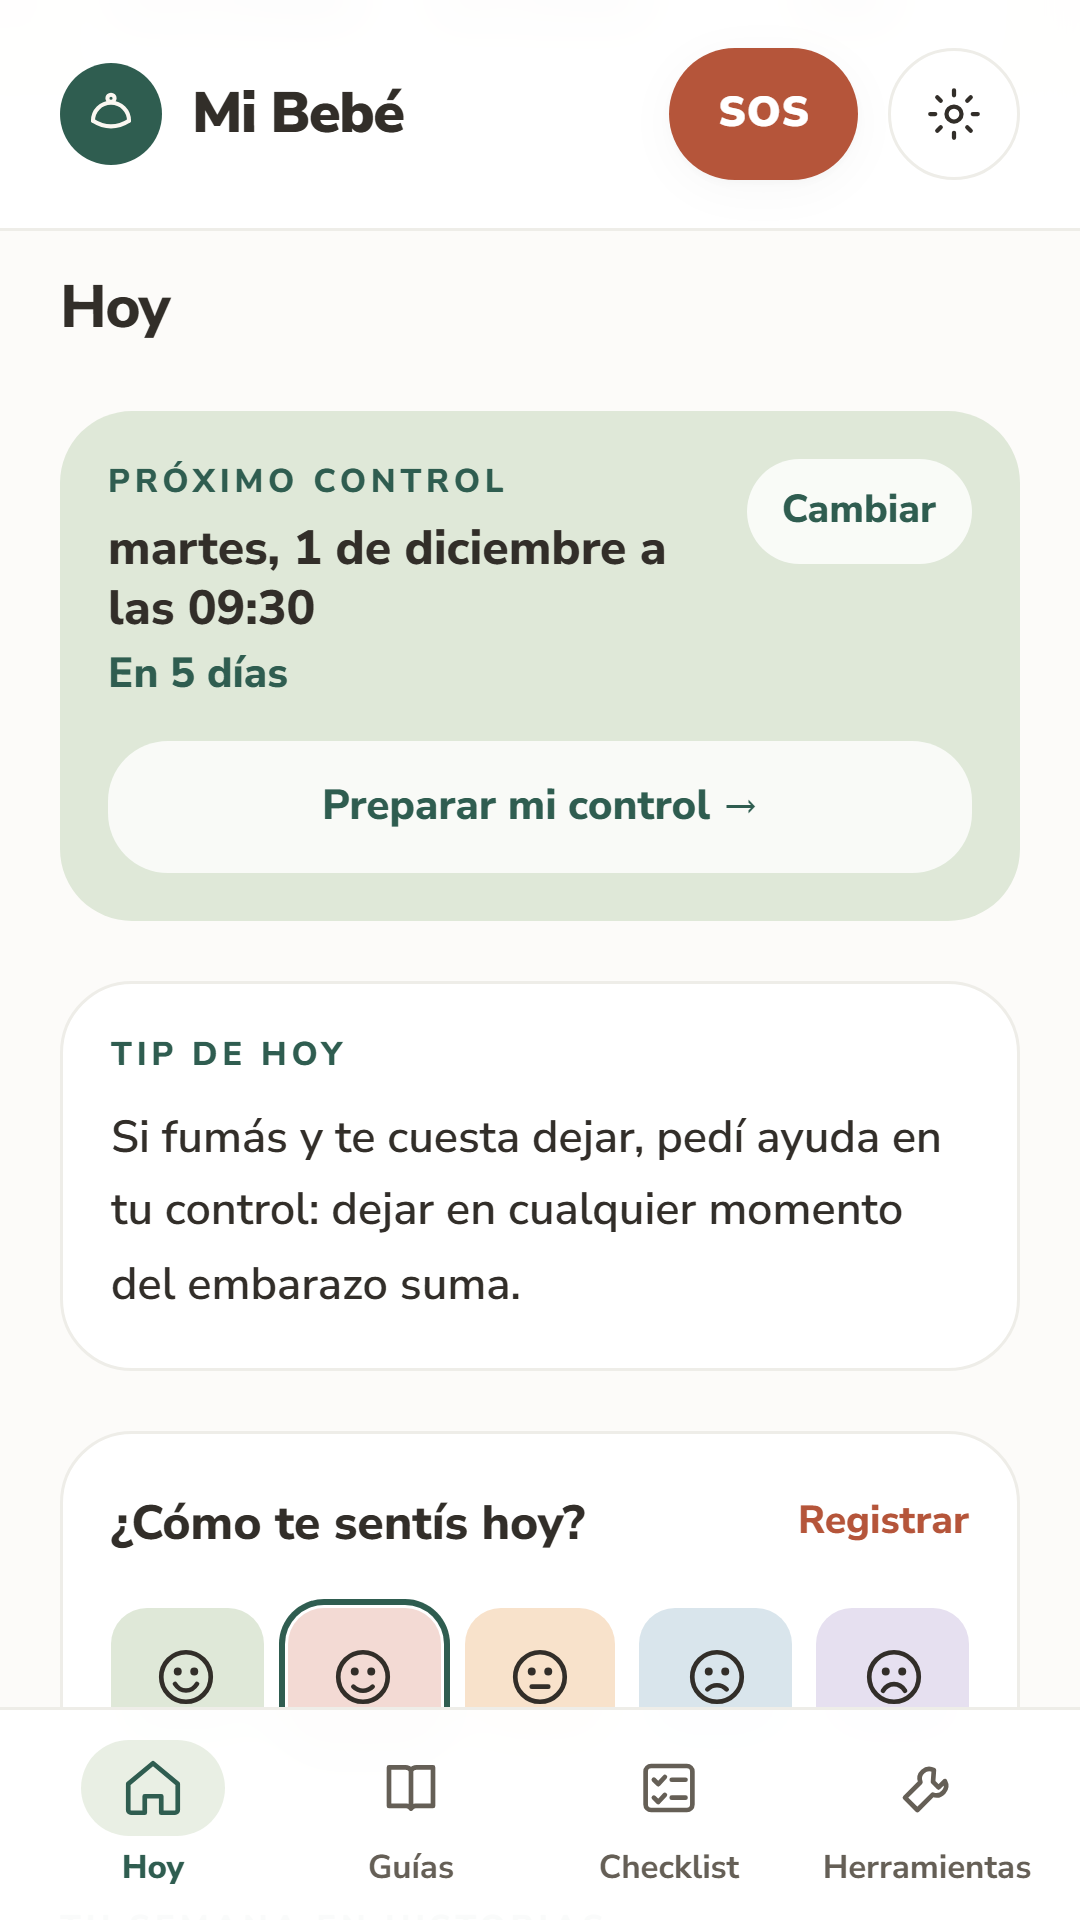 Mi Bebé
SOS
Hoy
PRÓXIMO CONTROL
Cambiar
martes, 1 de diciembre a
las 09:30
En 5 días
Preparar mi control →
TIP DE HOY
Si fumás y te cuesta dejar, pedí ayuda en
tu control: dejar en cualquier momento
del embarazo suma.
¿Cómo te sentís hoy?
Registrar
Hoy
Guías
Checklist
Herramientas